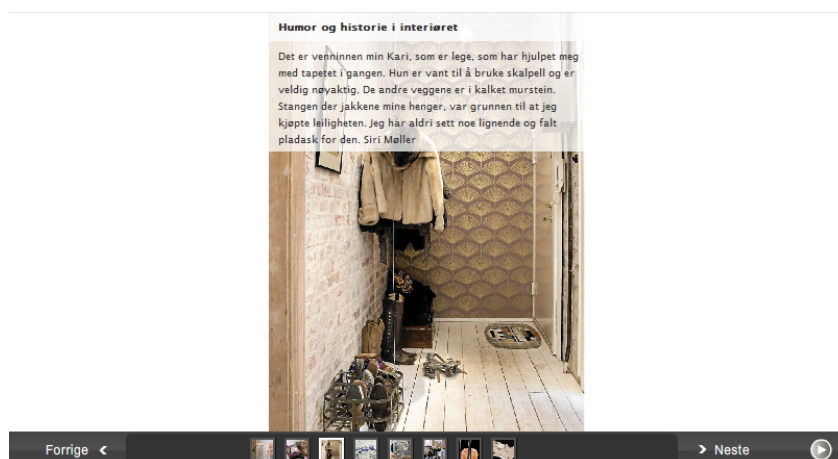 Humor og historie i interiøret
Det er venninnen min Kari, som er lege, som har hjulpet meg
med tapetet i gangen. Hun er vant til å bruke skalpell og er
veldig nøyaktig. De andre veggene er i kalket murstein.
Stangen der jakkene mine henger, var grunnen til at jeg
kjøpte leiligheten. Jeg har aldri sett noe lignende og falt
pladask for den. Siri Møller
Forrige
Neste